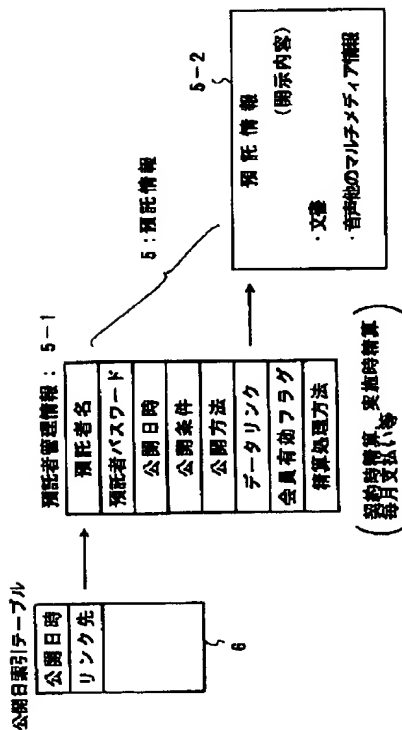 公開日索引テーブル
公開日時
リンク先
6
預託者管理情報： 5-1
預託者名
預託者パスワード
公開日時
公開条件
公開方法
データリンク
会員有効フラグ
精算処理方法
(契約時精算、実施時精算
毎月支払い等)
5：預託情報
5-2
預託情報
(開示内容)
・文書
・音声他のマルチメディア情報